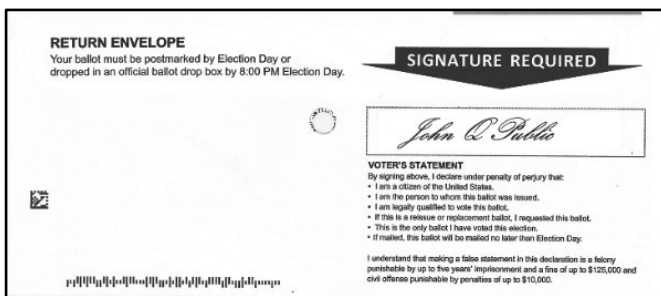 RETURN ENVELOPE
Your ballot must be postmarked by Election Day or
dropped in an official ballot drop box by 8:00 PM Election Day.
SIGNATURE REQUIRED
John Q Public
VOTER'S STATEMENT
By signing above, I declare under penalty of perjury that:
• I am a citizen of the United States.
• I am the person to whom this ballot was issued.
• I am legally qualified to vote this ballot.
• If this is a reissue or replacement ballot, I requested this ballot.
• This is the only ballot I have voted this election.
• If mailed, this ballot will be mailed no later than Election Day.
I understand that making a false statement in this declaration is a felony
punishable by up to five years' imprisonment and a fine of up to $125,000 and
civil offense punishable by penalties of up to $10,000.